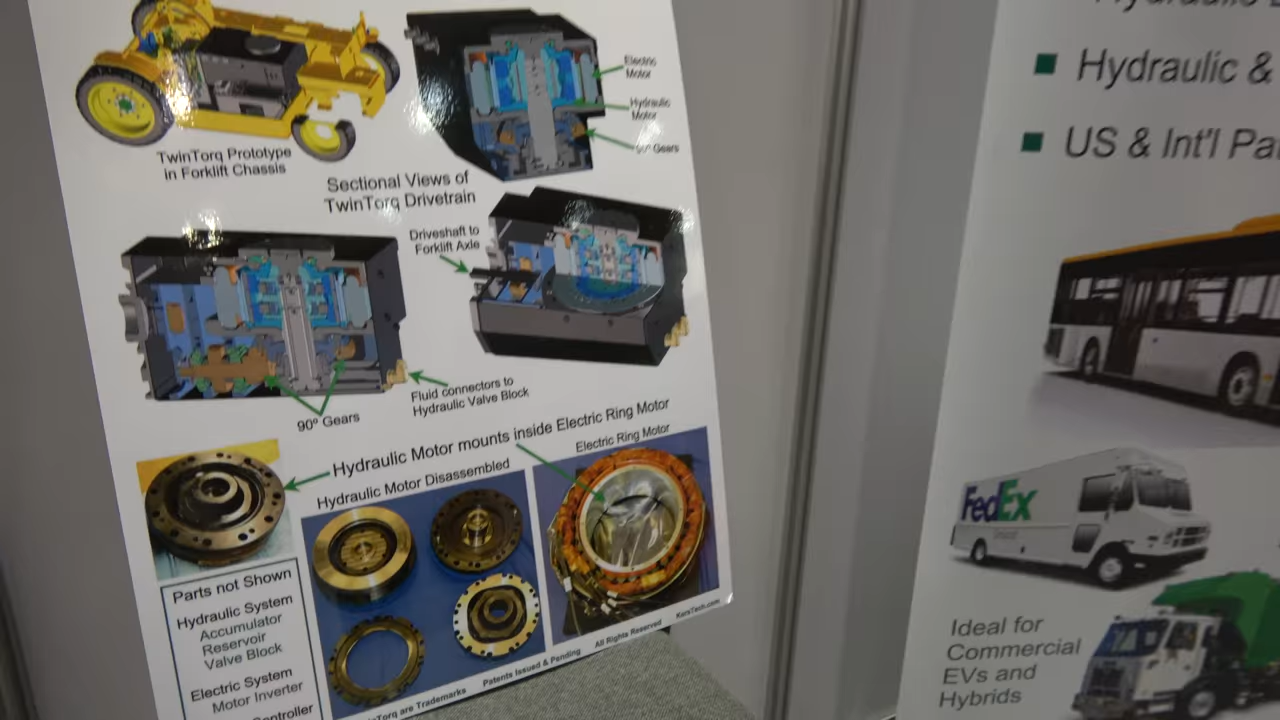 TwinTorq Prototype
in Forklift Chassis
Electric
Motor
Hydraulic
Motor
90º Gears
Sectional Views of
TwinTorq Drivetrain
Driveshaft to
Forklift Axle
90º Gears
Fluid connectors to
Hydraulic Valve Block
Hydraulic Motor mounts inside Electric Ring Motor
Hydraulic Motor Disassembled
Electric Ring Motor
Parts not Shown
Hydraulic System
Accumulator
Reservoir
Valve Block
Electric System
Motor Inverter
Controller
are Trademarks
Patents Issued & Pending
All Rights Reserved
Hydraulic
■ Hydraulic &
■ US & Int'l Pa
FedEx
Ideal for
Commercial
EVs and
Hybrids